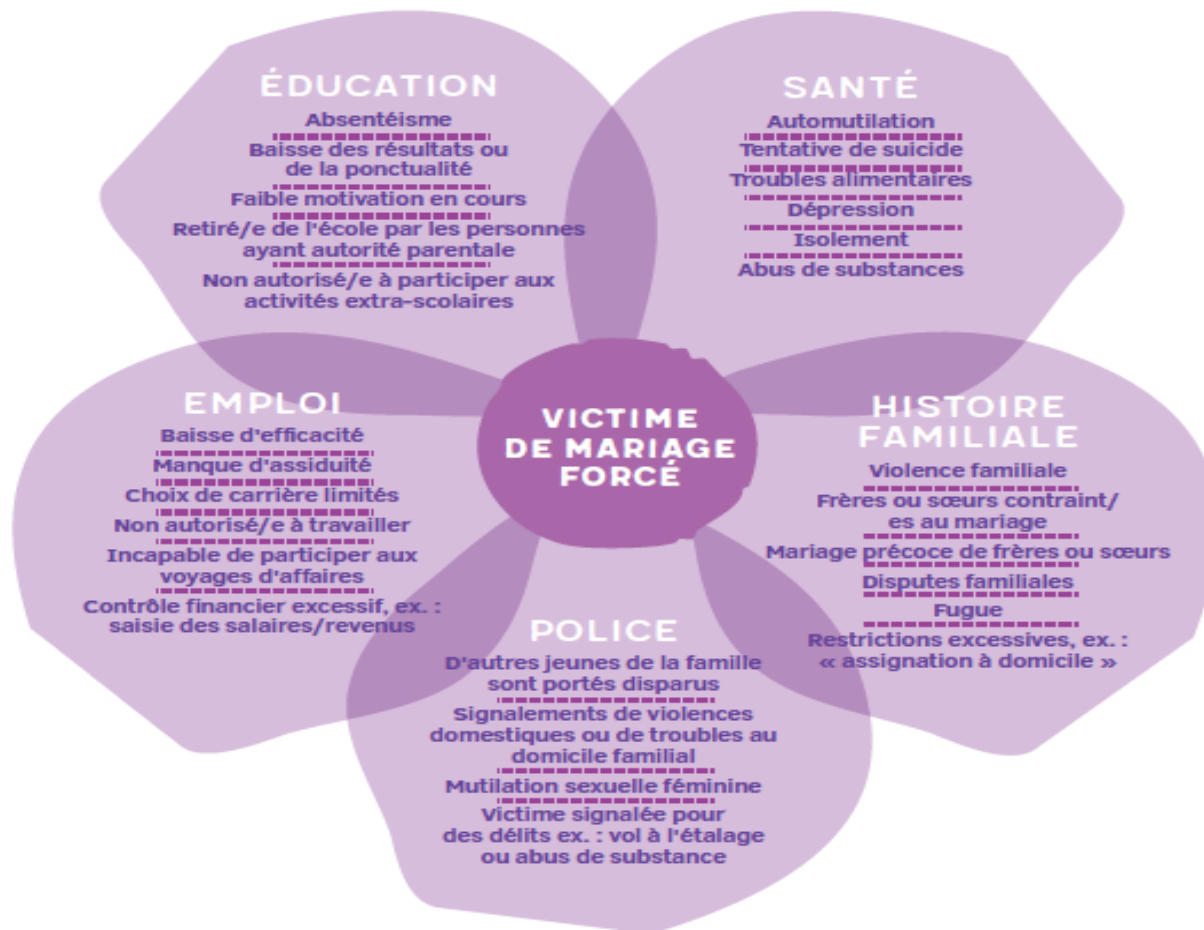 ÉDUCATION
Absentéisme
Baisse des résultats ou
de la ponctualité
Faible motivation en cours
Retiré/e de l'école par les personnes
ayant autorité parentale
Non autorisé/e à participer aux
activités extra-scolaires
SANTÉ
Automutilation
Tentative de suicide
Troubles alimentaires
Dépression
Isolement
Abus de substances
VICTIME
DE MARIAGE
FORCÉ
EMPLOI
Baisse d'efficacité
Manque d'assiduité
Choix de carrière limités
Non autorisé/e à travailler
Incapable de participer aux
voyages d'affaires
Contrôle financier excessif, ex. :
saisie des salaires/revenus
HISTOIRE
FAMILIALE
Violence familiale
Frères ou sœurs contraint/
es au mariage
Mariage précoce de frères ou sœurs
Disputes familiales
Fugue
Restrictions excessives, ex. :
« assignation à domicile »
POLICE
D'autres jeunes de la famille
sont portés disparus
Signalements de violences
domestiques ou de troubles au
domicile familial
Mutilation sexuelle féminine
Victime signalée pour
des délits ex. : vol à l'étalage
ou abus de substance